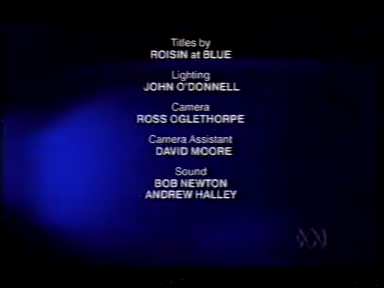 Titles by
ROISIN at BLUE
Lighting
JOHN O'DONNELL
Camera
ROSS OGLETHORPE
Camera Assistant
DAVID MOORE
Sound
BOB NEWTON
ANDREW HALLEY